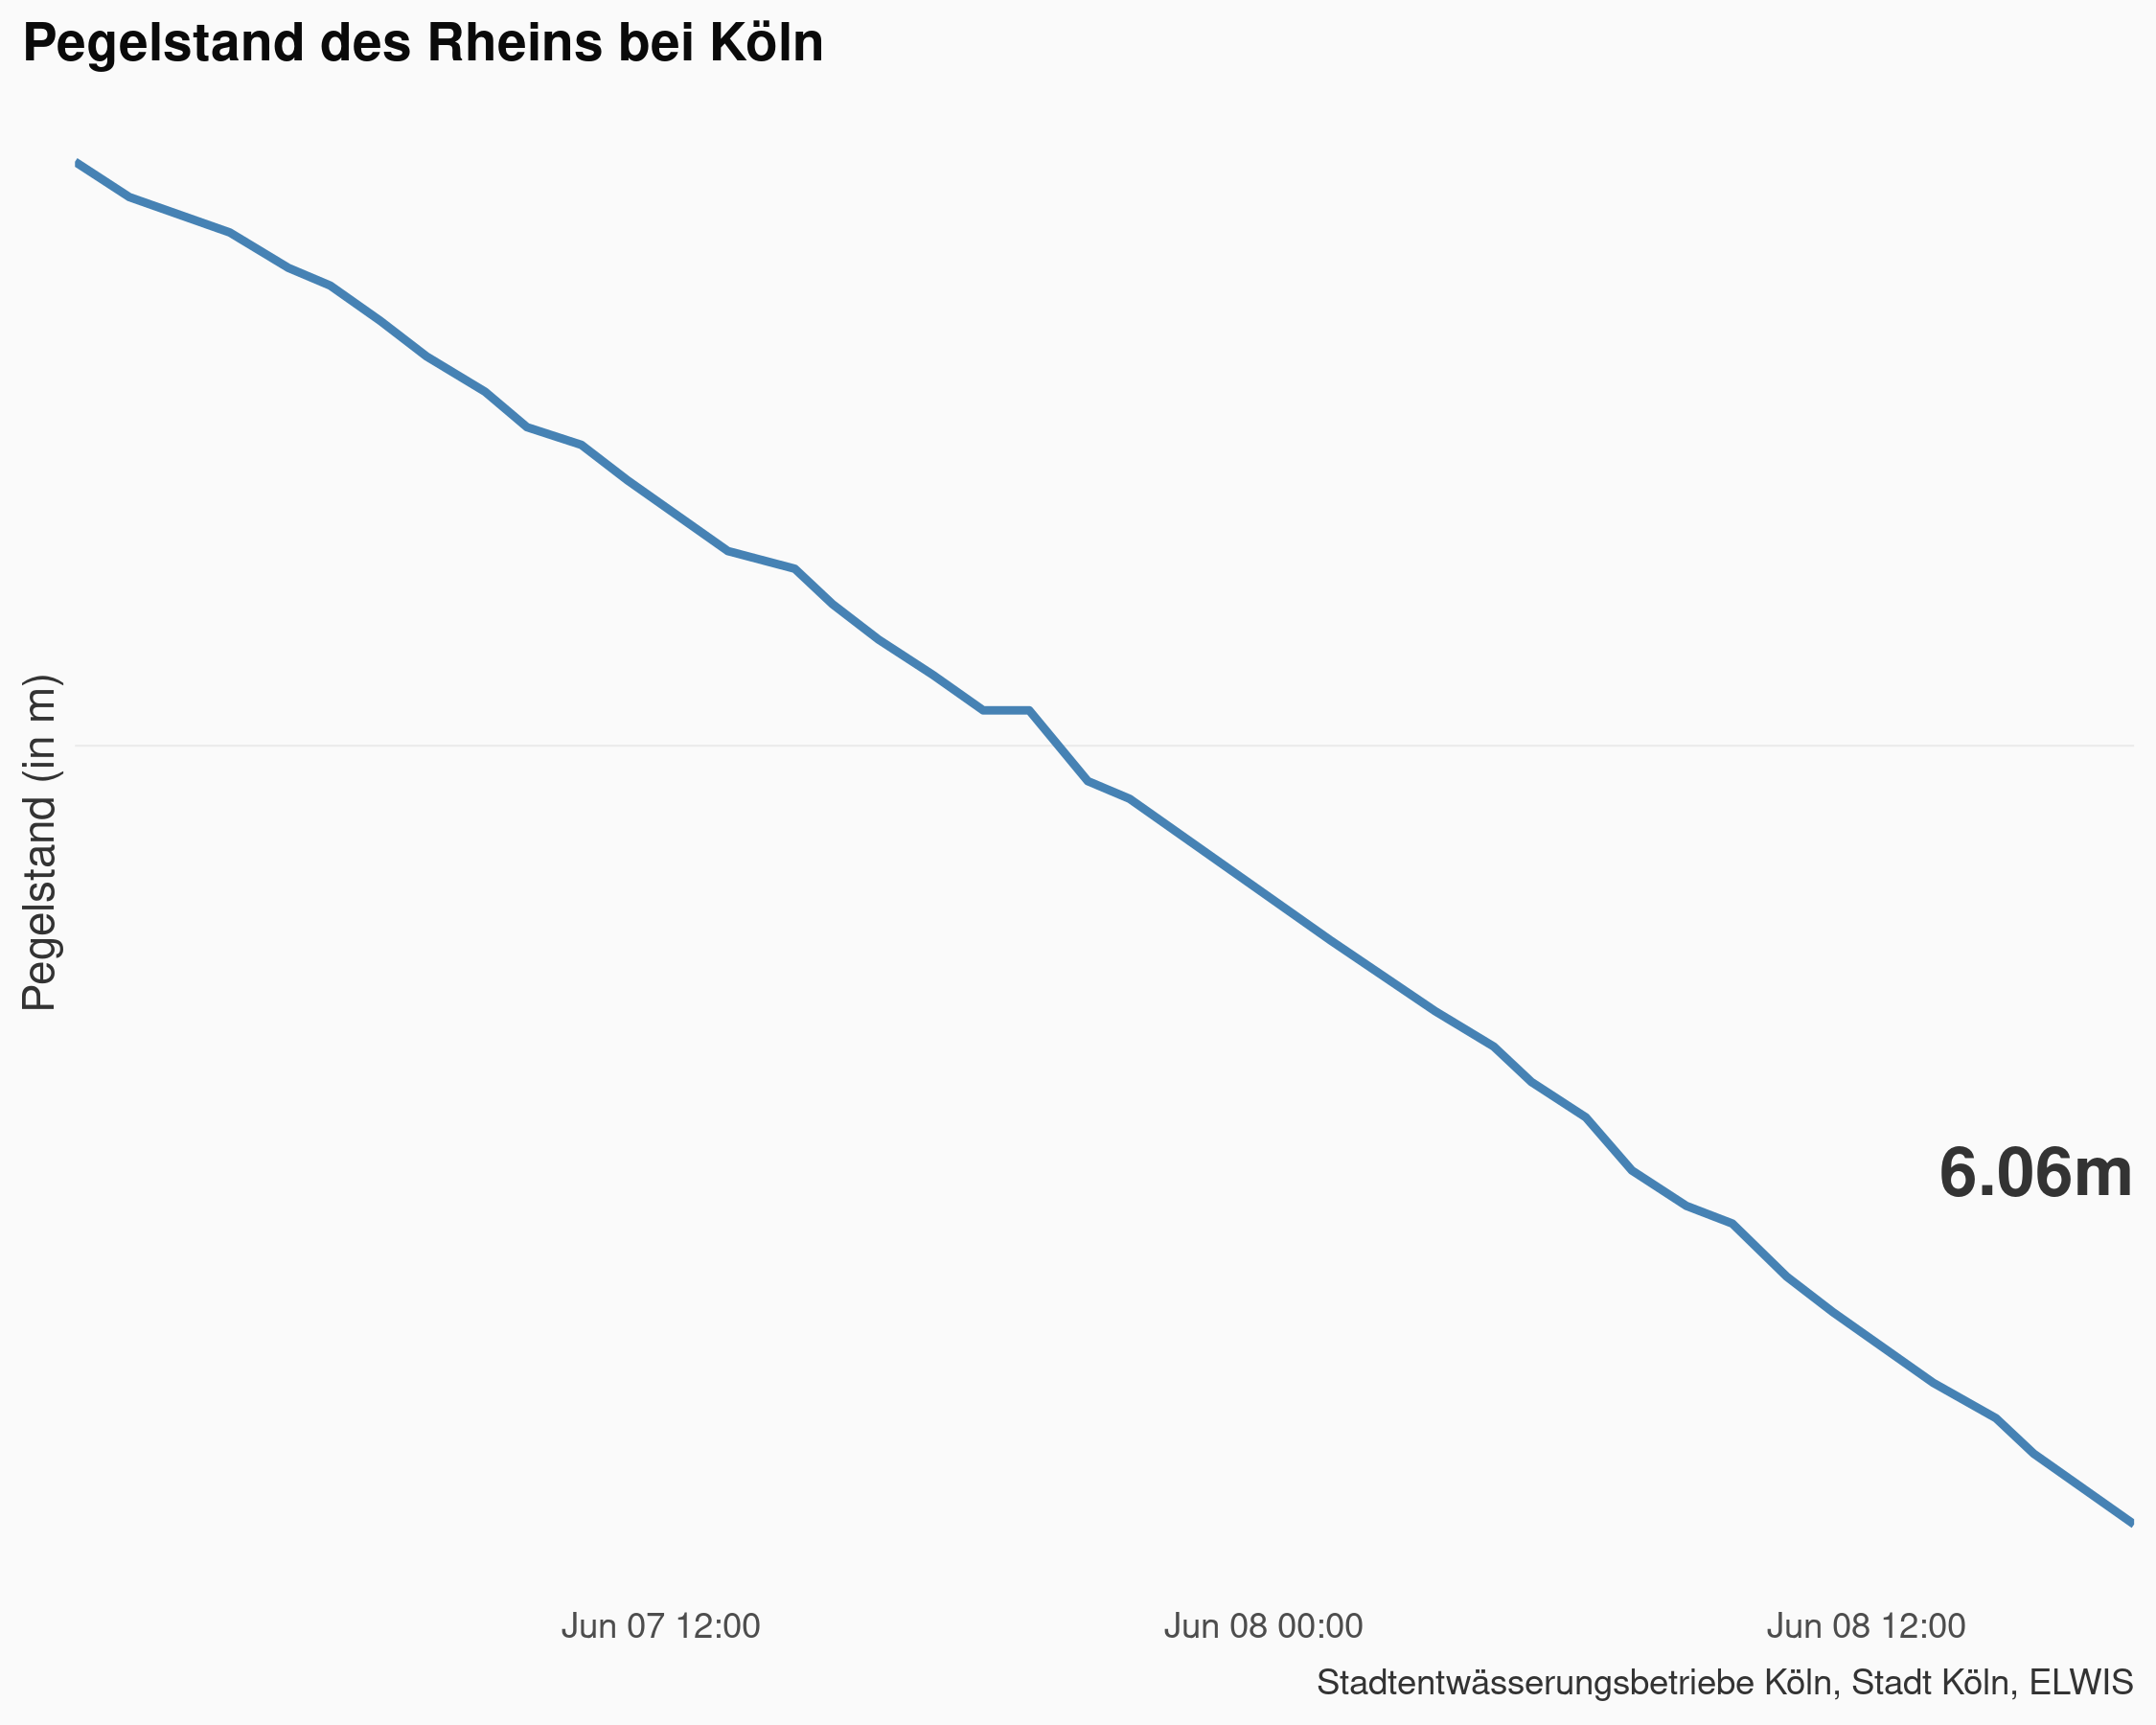 Pegelstand des Rheins bei Köln
Pegelstand (in m)
6.06m
Jun 07 12:00
Jun 08 00:00
Jun 08 12:00
Stadtentwässerungsbetriebe Köln, Stadt Köln, ELWIS